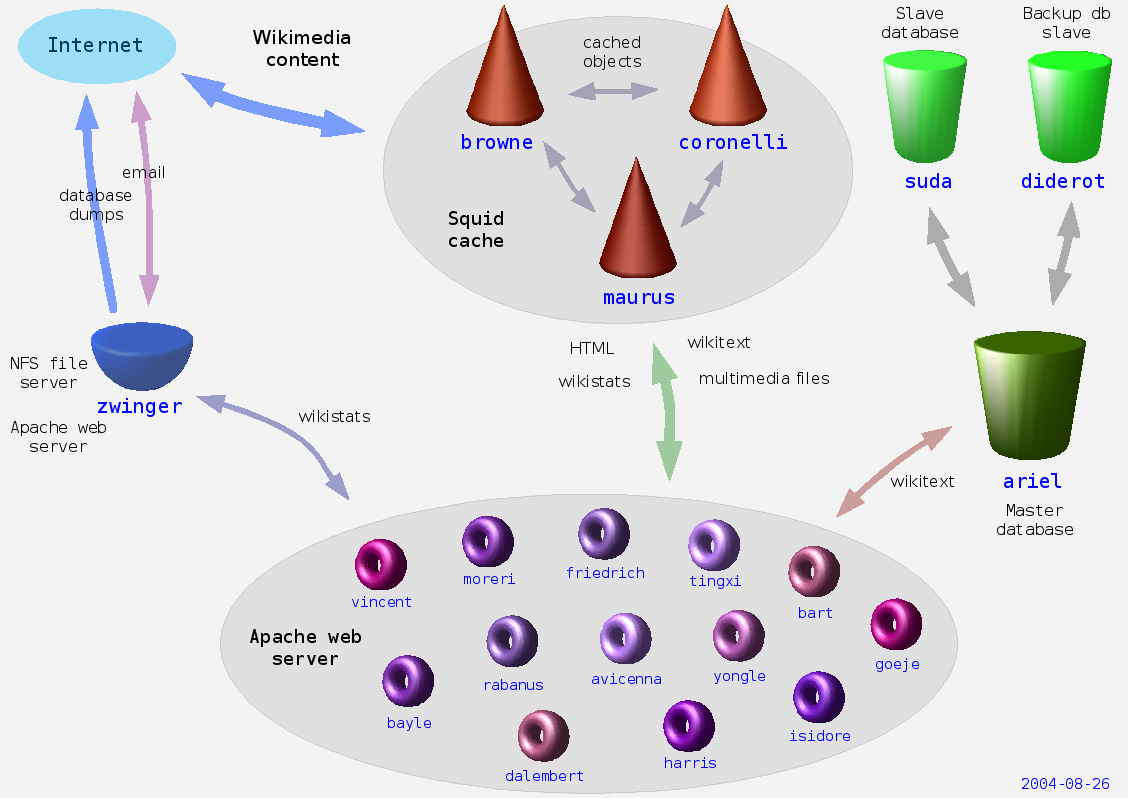 Internet
Wikimedia
content
cached
objects
browne
coronelli
Squid
cache
maurus
Slave
database
Backup db
slave
suda
diderot
email
database
dumps
NFS file
server
zwinger
Apache web
server
wikistats
HTML
wikitext
wikistats
multimedia files
wikitext
ariel
Master
database
Apache web
server
vincent
moreri
friedrich
tingxi
bart
goeje
rabanus
avicenna
yongle
bayle
dalembert
harris
isidore
2004-08-26